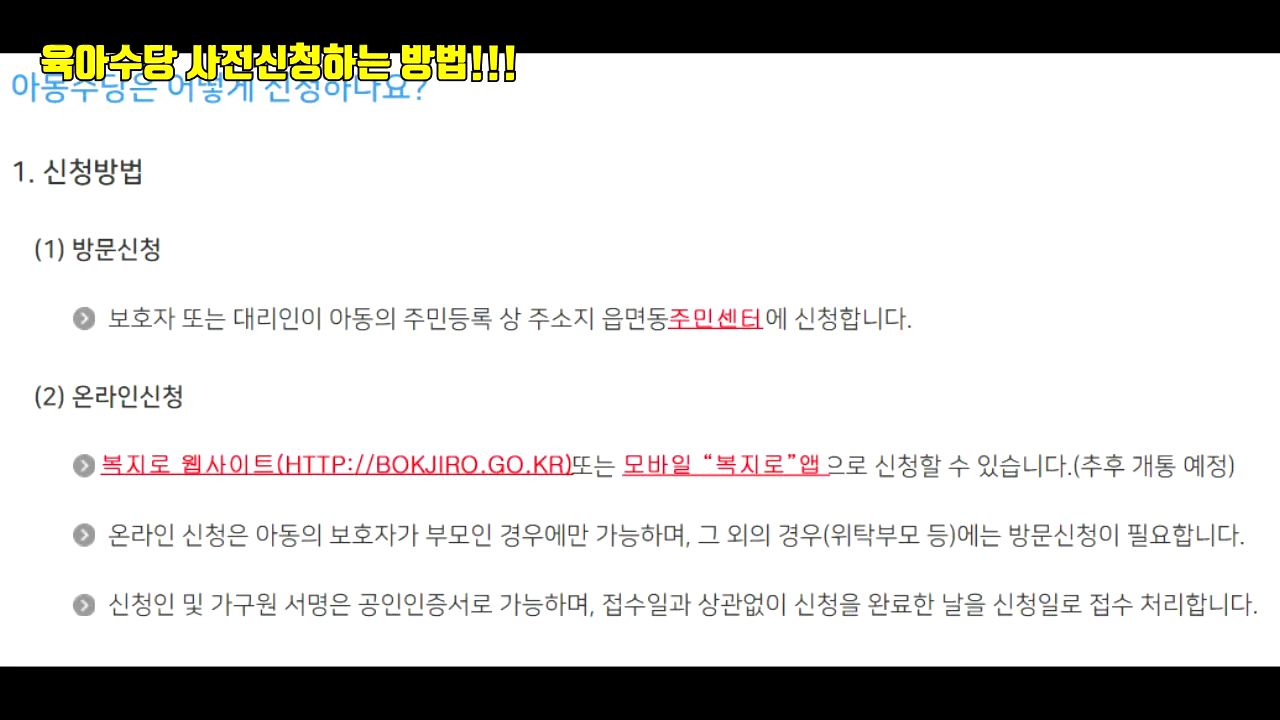 육아수당 사전신청하는 방법!!!
아동수당은 어떻게 신청하나요?
1. 신청방법
(1) 방문신청
보호자 또는 대리인이 아동의 주민등록 상 주소지 읍면동주민센터에 신청합니다.
(2) 온라인신청
복지로 웹사이트(HTTP://BOKJIRO.GO.KR)또는 모바일 “복지로”앱으로 신청할 수 있습니다.(추후 개통 예정)
온라인 신청은 아동의 보호자가 부모인 경우에만 가능하며, 그 외의 경우(위탁부모 등)에는 방문신청이 필요합니다.
신청인 및 가구원 서명은 공인인증서로 가능하며, 접수일과 상관없이 신청을 완료한 날을 신청일로 접수 처리합니다.